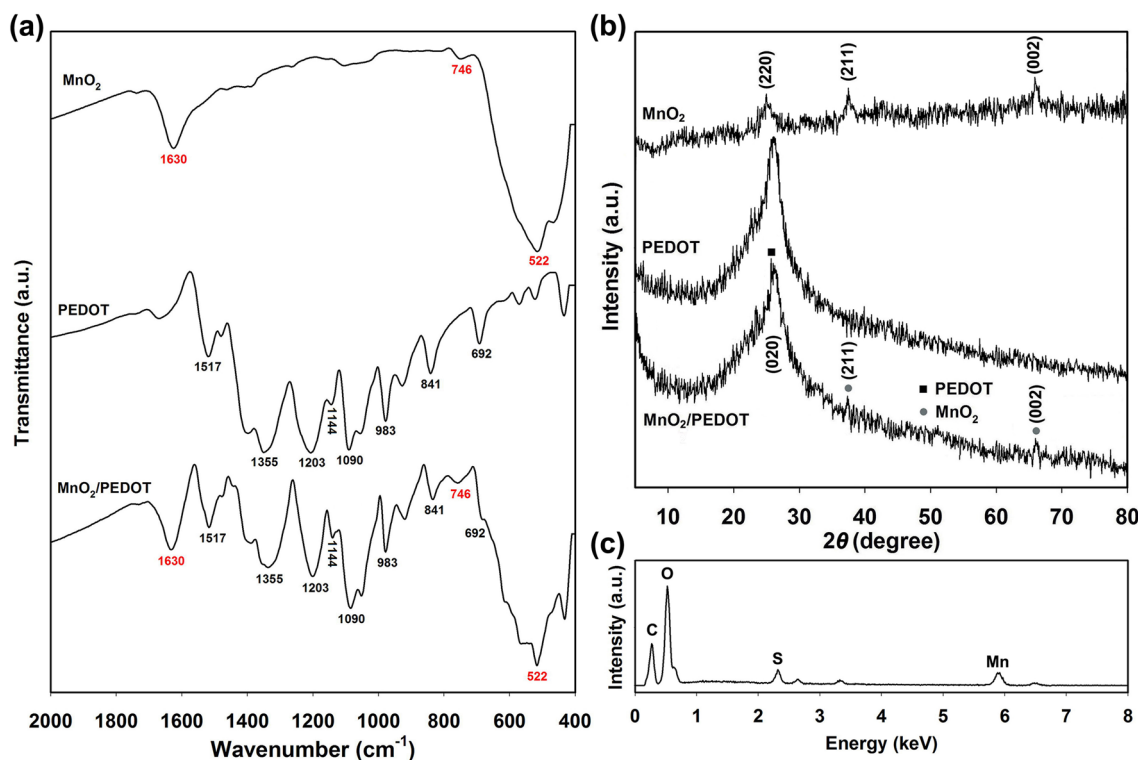 (a)
MnO2
746
1630
522
PEDOT
1517
1355
1203
1144
1090
983
841
692
MnO2/PEDOT
1630
1517
1355
1203
1144
1090
983
841
746
692
522
Transmittance (a.u.)
2000 1800 1600 1400 1200 1000 800 600 400
Wavenumber (cm-1)
(b)
(220)
(211)
(002)
MnO2
PEDOT
(020)
(211)
(002)
PEDOT
MnO2
MnO2/PEDOT
Intensity (a.u.)
10 20 30 40 50 60 70 80
2θ (degree)
(c)
C
O
S
Mn
Intensity (a.u.)
0 1 2 3 4 5 6 7 8
Energy (keV)